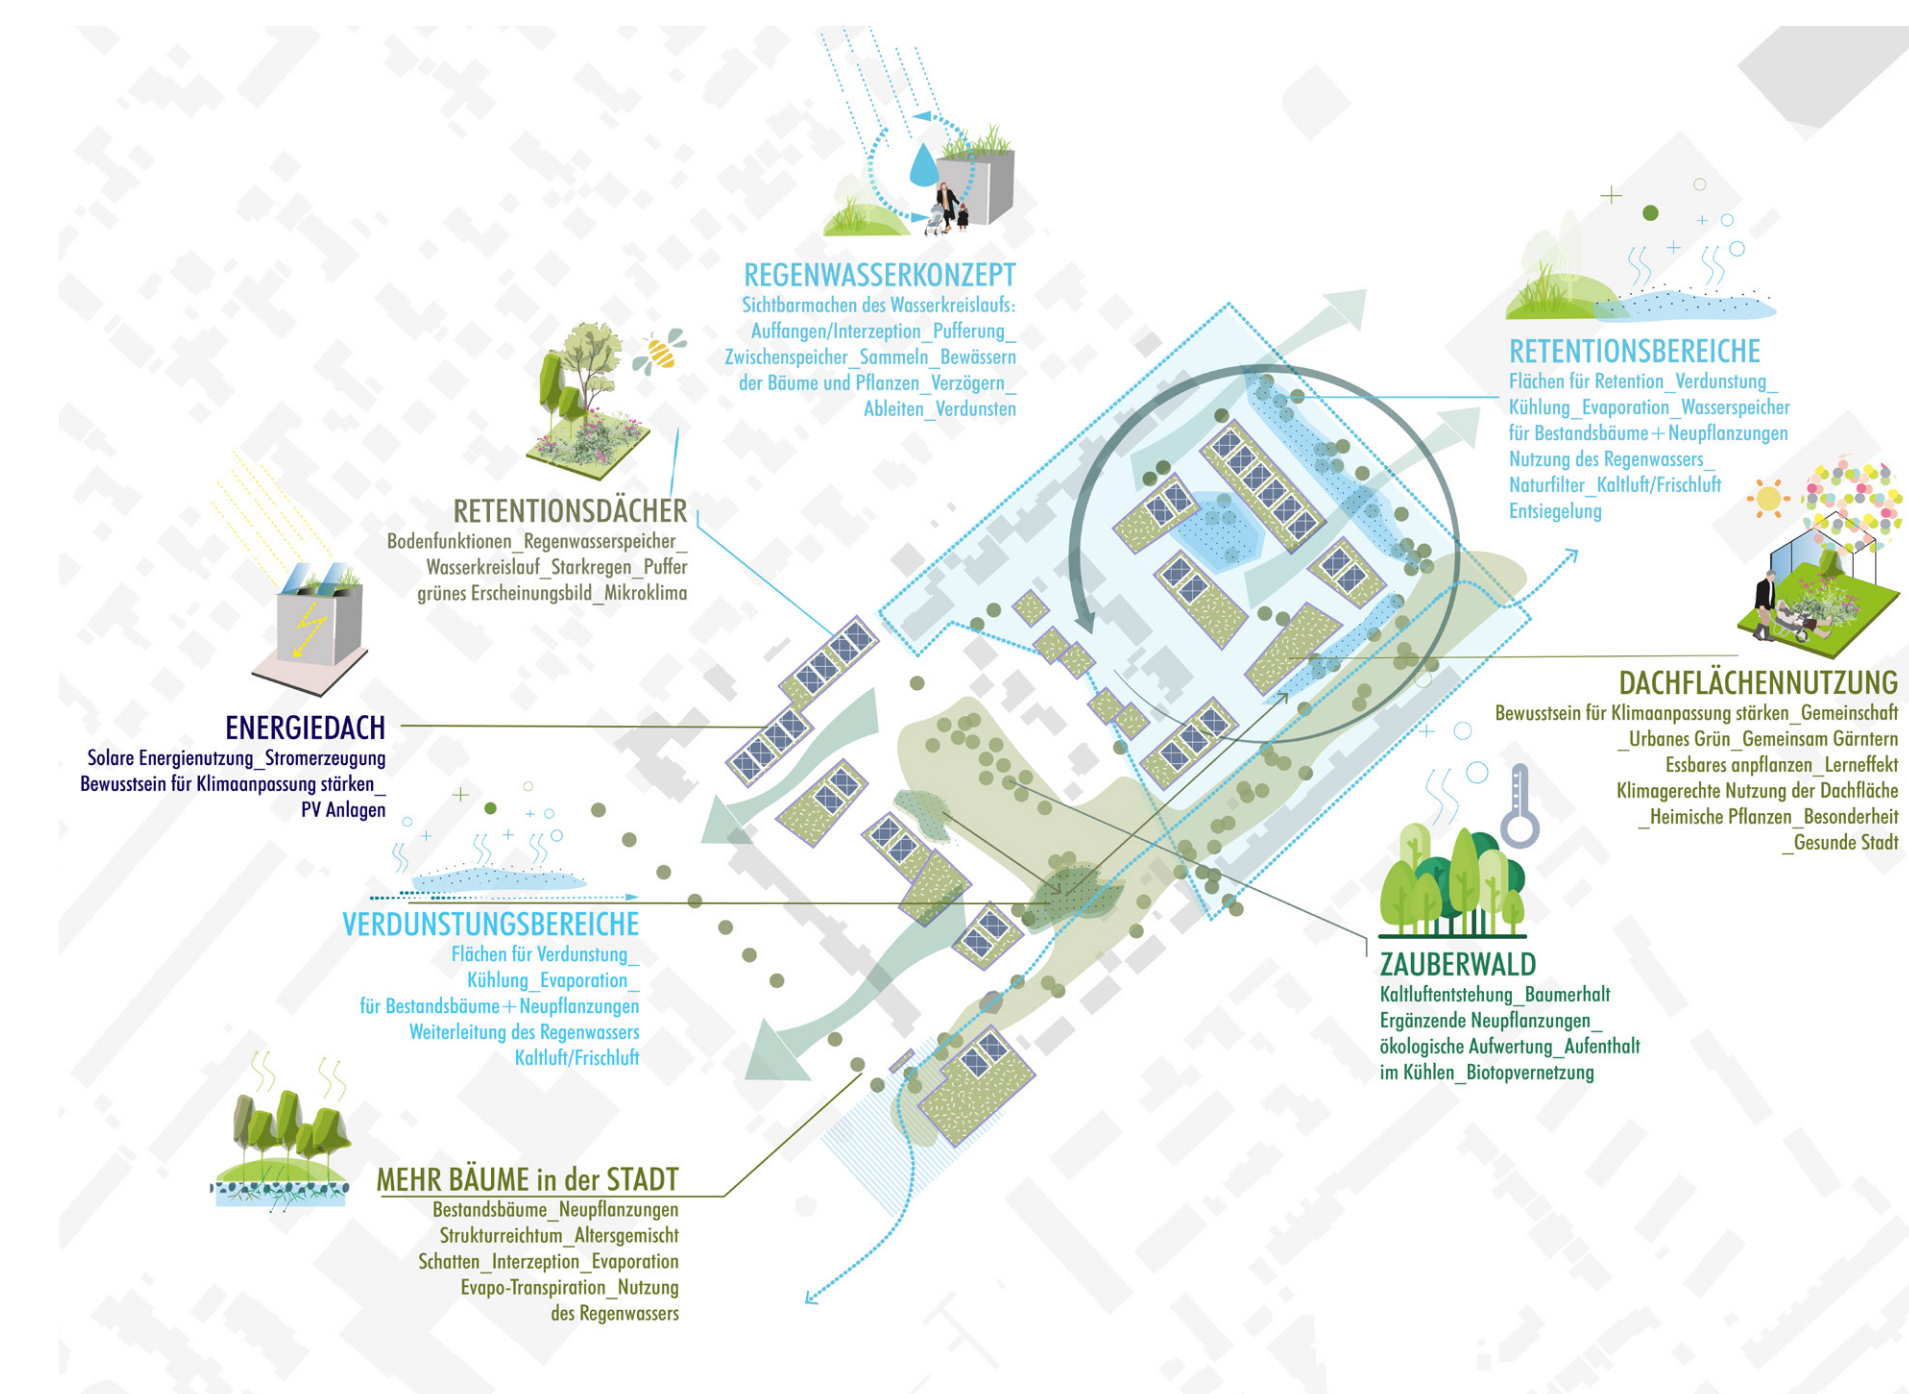 REGENWASSERKONZEPT
Sichtbarmachen des Wasserkreislaufs:
Auffangen/Interzeption_Pufferung_
Zwischenspeicher_Sammeln_Bewässern
der Bäume und Pflanzen_Verzögern_
Ableiten_Verdunsten
RETENTIONSBEREICHE
Flächen für Retention_Verdunstung_
Kühlung_Evaporation_Wasserspeicher
für Bestandsbäume+Neupflanzungen
Nutzung des Regenwassers_
Naturfilter_Kaltluft/Frischluft
Entsiegelung
RETENTIONSDÄCHER
Bodenfunktionen_Regenwasserspeicher_
Wasserkreislauf_Starkregen_Puffer
grünes Erscheinungsbild_Mikroklima
DACHFLÄCHENNUTZUNG
Bewusstsein für Klimaanpassung stärken_Gemeinschaft
_Urbanes Grün_Gemeinsam Gärntern
Essbares anpflanzen_Lerneffekt
Klimagerechte Nutzung der Dachfläche
_Heimische Pflanzen_Besonderheit
_Gesunde Stadt
ENERGIEDACH
Solare Energienutzung_Stromerzeugung
Bewusstsein für Klimaanpassung stärken_
PV Anlagen
VERDUNSTUNGSBEREICHE
Flächen für Verdunstung_
Kühlung_Evaporation_
für Bestandsbäume+Neupflanzungen
Weiterleitung des Regenwassers
Kaltluft/Frischluft
ZAUBERWALD
Kaltluftentstehung_Baumerhalt
Ergänzende Neupflanzungen_
ökologische Aufwertung_Aufenthalt
im Kühlen_Biotopvernetzung
MEHR BÄUME in der STADT
Bestandsbäume_Neupflanzungen
Strukturreichtum_Altersgemischt
Schatten_Interzeption_Evaporation
Evapo-Transpiration_Nutzung
des Regenwassers